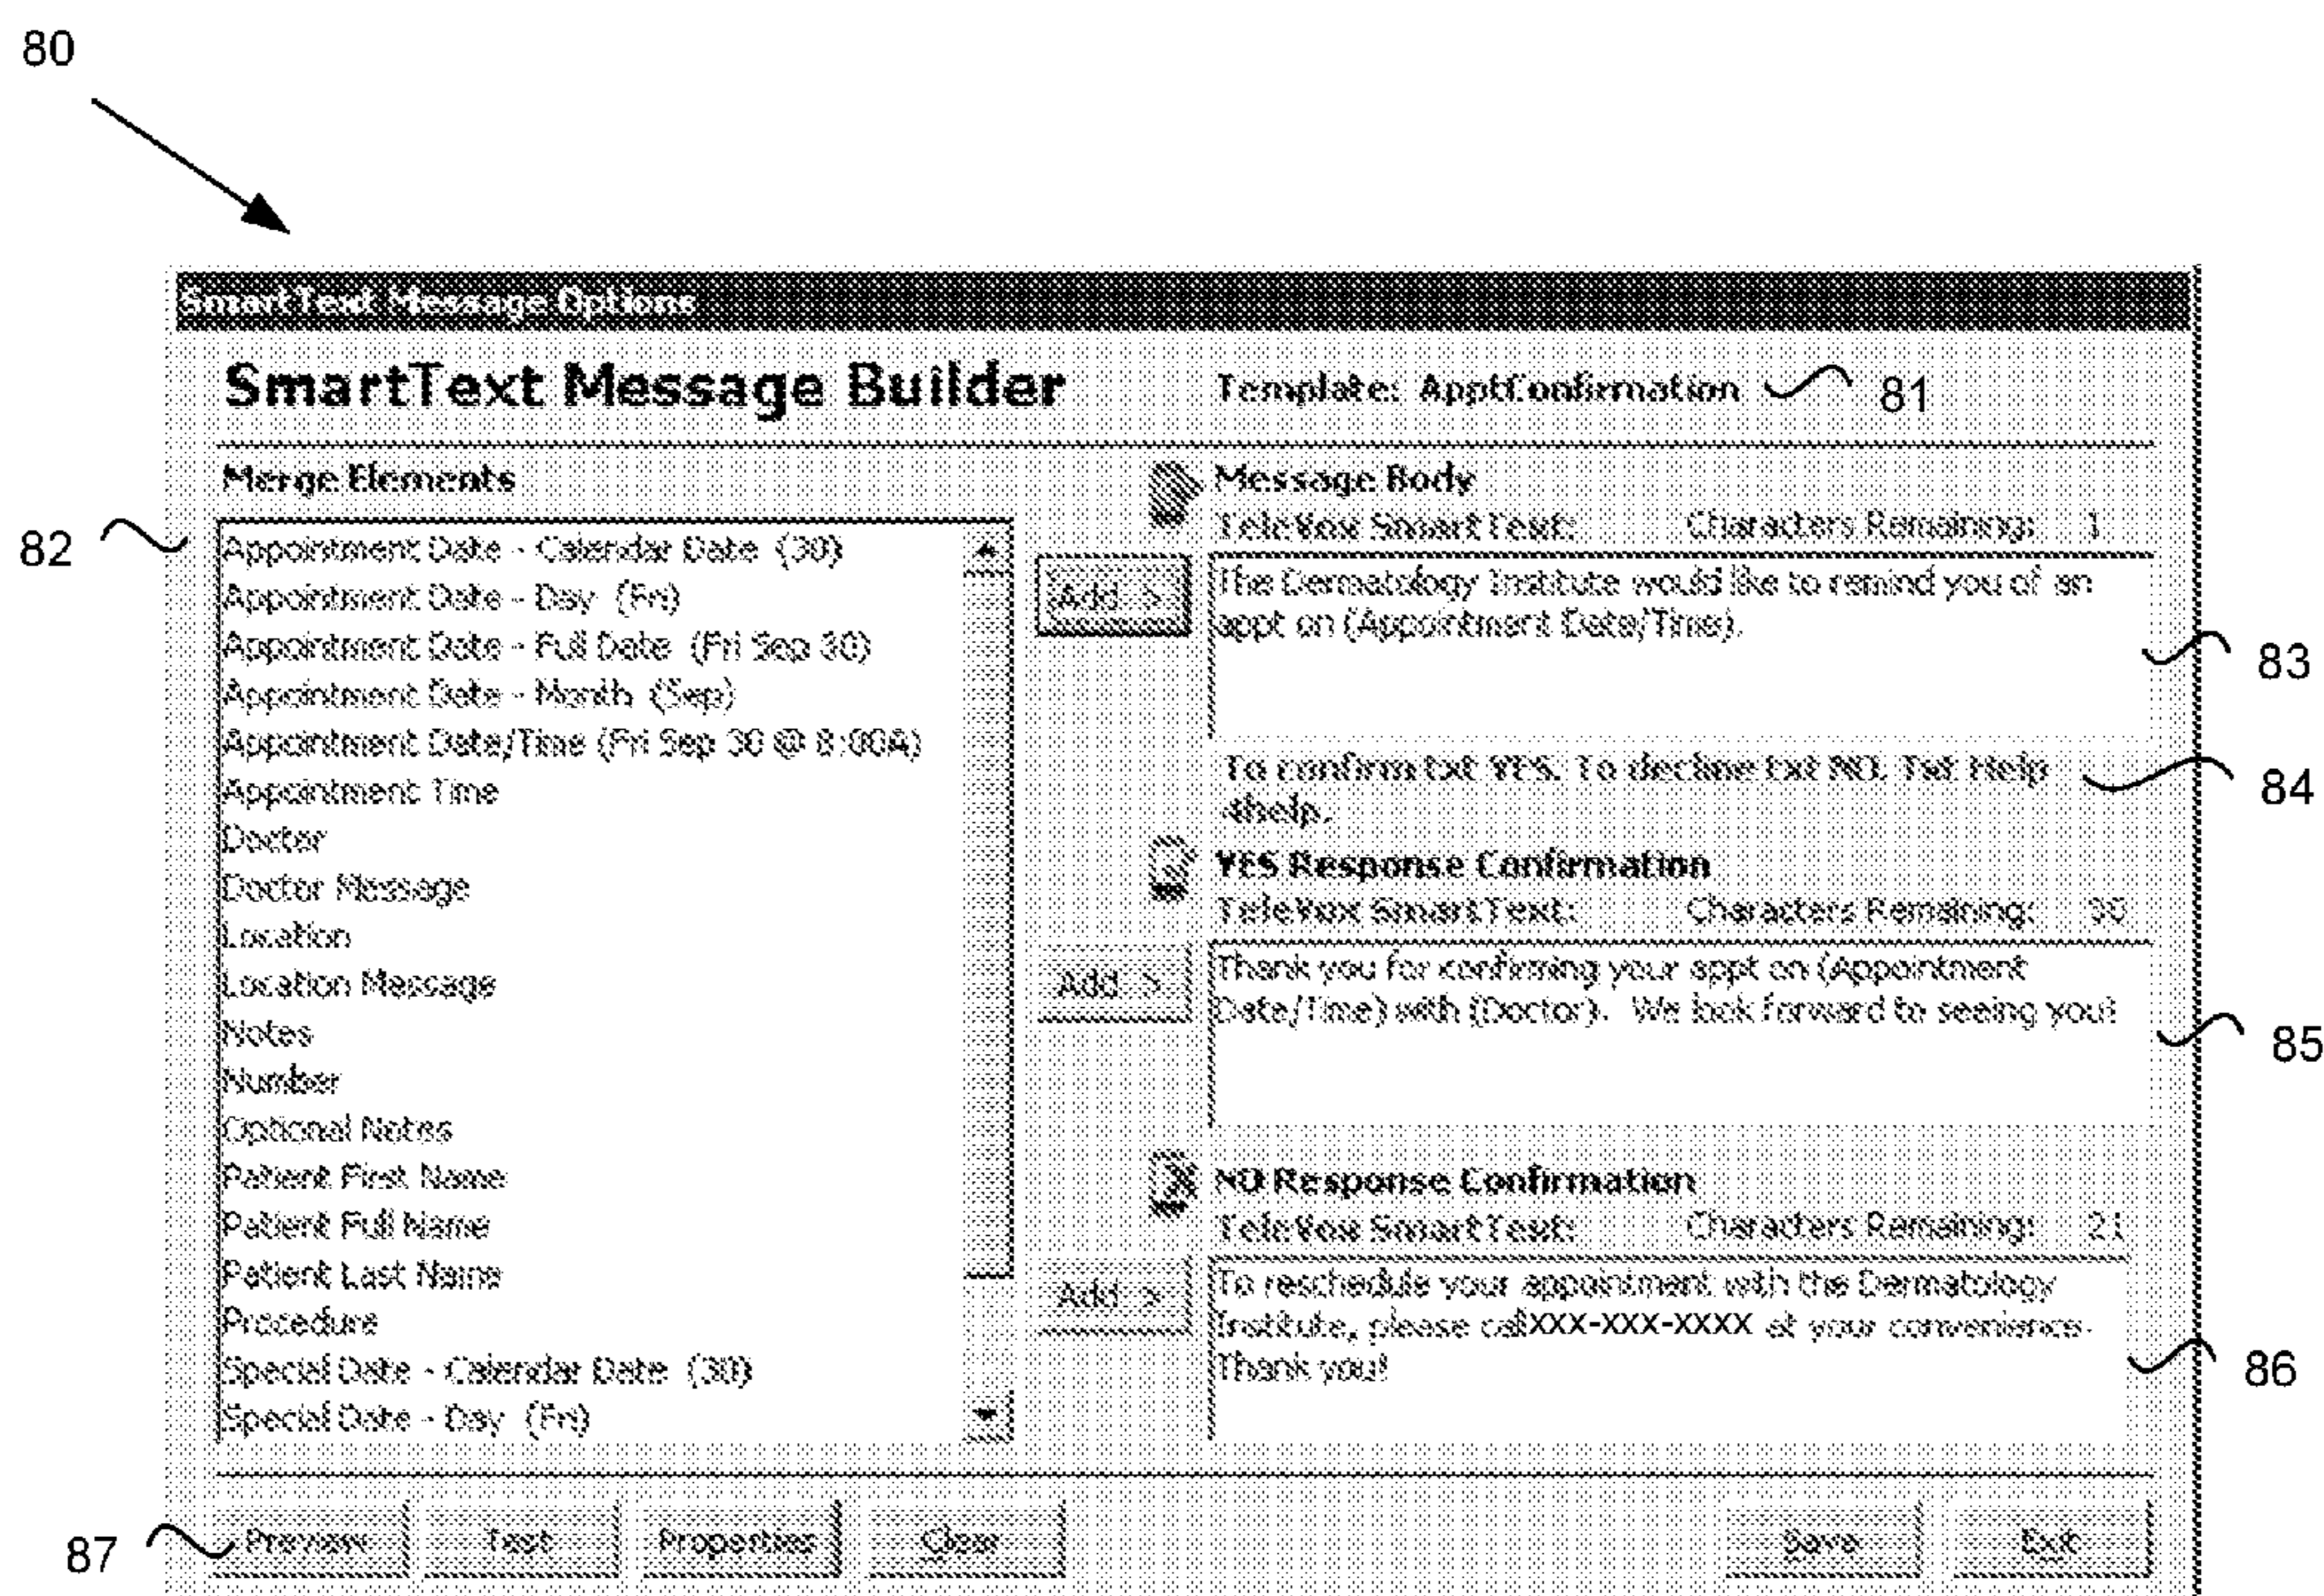 80
SmartText Message Options
SmartText Message Builder
Template: ApptConfirmation
81
Merge Elements
82
Appointment Date - Calendar Date (30)
Appointment Date - Day (Fri)
Appointment Date - Full Date (Fri Sep 30)
Appointment Date - Month (Sep)
Appointment Date/Time (Fri Sep 30 @ 8:00A)
Appointment Time
Doctor
Doctor Message
Location
Location Message
Notes
Number
Optional Notes
Patient First Name
Patient Full Name
Patient Last Name
Procedure
Special Date - Calendar Date (30)
Special Date - Day (Fri)
Message Body
TeleVox SmartText: Characters Remaining: 1
Add >
The Dermatology Institute would like to remind you of an
appt on (Appointment Date/Time).
83
To confirm txt YES. To decline txt NO. Txt Help
4help.
84
YES Response Confirmation
TeleVox SmartText: Characters Remaining: 30
Add >
Thank you for confirming your appt on (Appointment
Date/Time) with (Doctor). We look forward to seeing you!
85
NO Response Confirmation
TeleVox SmartText: Characters Remaining: 21
Add >
To reschedule your appointment with the Dermatology
Institute, please call XXX-XXX-XXXX at your convenience.
Thank you!
86
87
Preview Test Properties Clear Save Exit